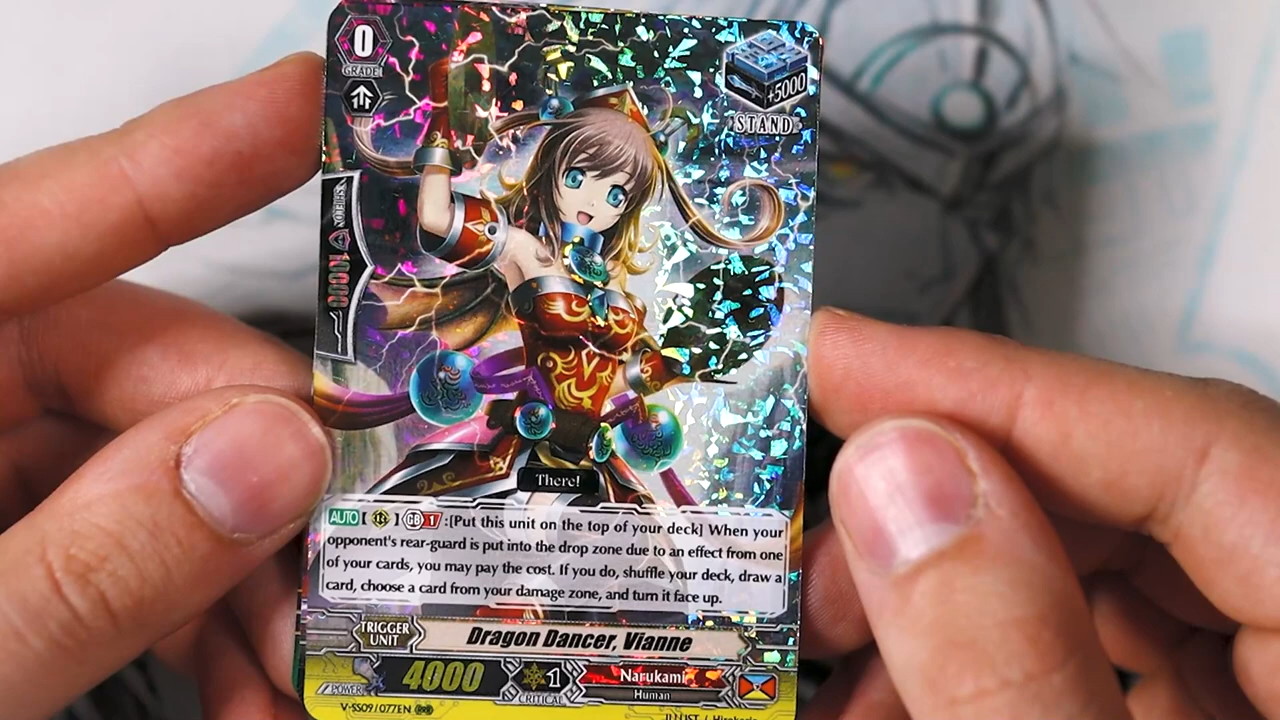 0
GRADE
+5000
STAND
SHIELD 10000
There!
AUTO [ ] GB 1 :[Put this unit on the top of your deck] When your
opponent's rear-guard is put into the drop zone due to an effect from one
of your cards, you may pay the cost. If you do, shuffle your deck, draw a
card, choose a card from your damage zone, and turn it face up.
TRIGGER
UNIT
Dragon Dancer, Vianne
POWER 4000
1
CRITICAL
Narukami
Human
V-SS09/077EN RRR
ILLUST /